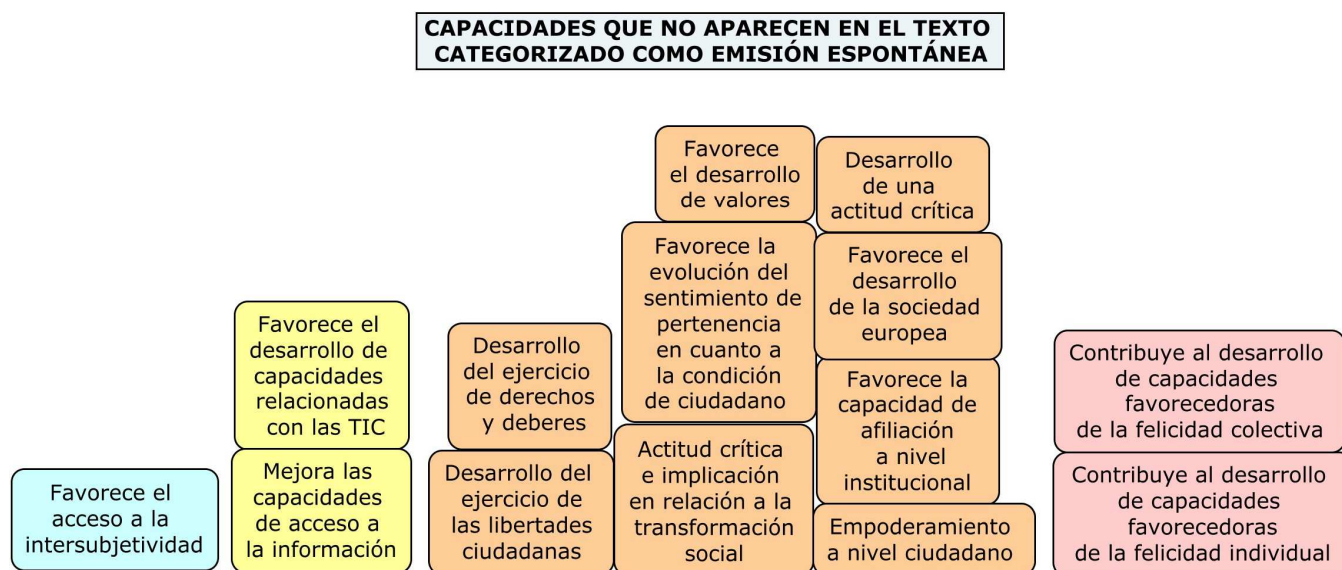 CAPACIDADES QUE NO APARECEN EN EL TEXTO
CATEGORIZADO COMO EMISIÓN ESPONTÁNEA
Favorece el
acceso a la
intersubjetividad
Favorece el
desarrollo de
capacidades
relacionadas
con las TIC
Mejora las
capacidades
de acceso a
la información
Desarrollo
del ejercicio
de derechos
y deberes
Desarrollo del
ejercicio de
las libertades
ciudadanas
Favorece
el desarrollo
de valores
Favorece la
evolución del
sentimiento de
pertenencia
en cuanto a
la condición
de ciudadano
Actitud crítica
e implicación
en relación a la
transformación
social
Desarrollo
de una
actitud crítica
Favorece el
desarrollo
de la sociedad
europea
Favorece la
capacidad de
afiliación
a nivel
institucional
Empoderamiento
a nivel ciudadano
Contribuye al desarrollo
de capacidades
favorecedoras
de la felicidad colectiva
Contribuye al desarrollo
de capacidades
favorecedoras
de la felicidad individual